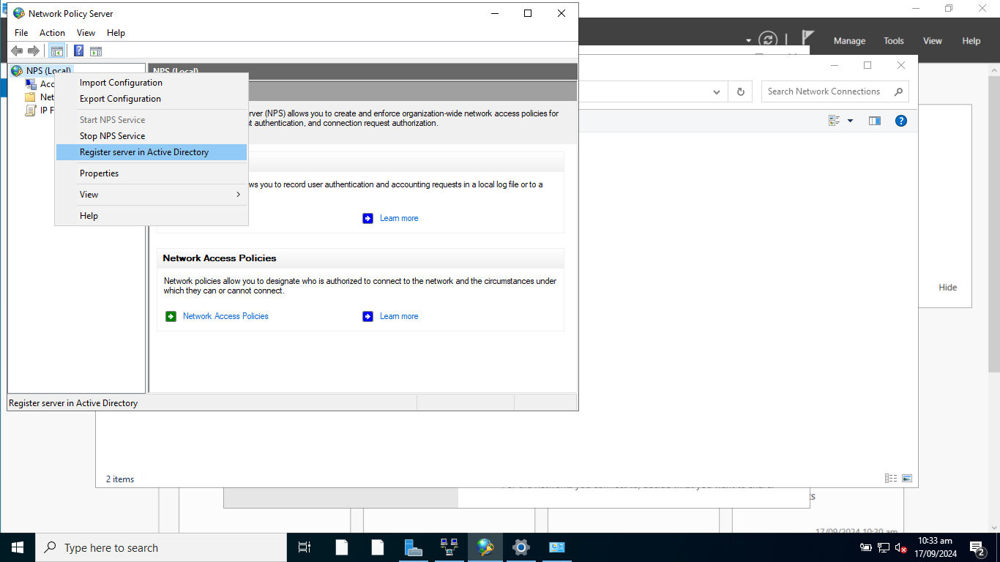 Network Policy Server
File Action View Help
Manage Tools View Help
NPS (Local)
NPS (Local)
Import Configuration
Export Configuration
Start NPS Service
Stop NPS Service
Register server in Active Directory
Properties
View
Help
IP
(NPS) allows you to create and enforce organization-wide network access policies for
authentication, and connection request authorization.
you to record user authentication and accounting requests in a local log file or to a
Learn more
Network Access Policies
Network policies allow you to designate who is authorized to connect to the network and the circumstances under
which they can or cannot connect.
Network Access Policies Learn more
Register server in Active Directory
Search Network Connections
Hide
2 items
17/09/2024 10:30 am
Type here to search
10:33 am
17/09/2024
2